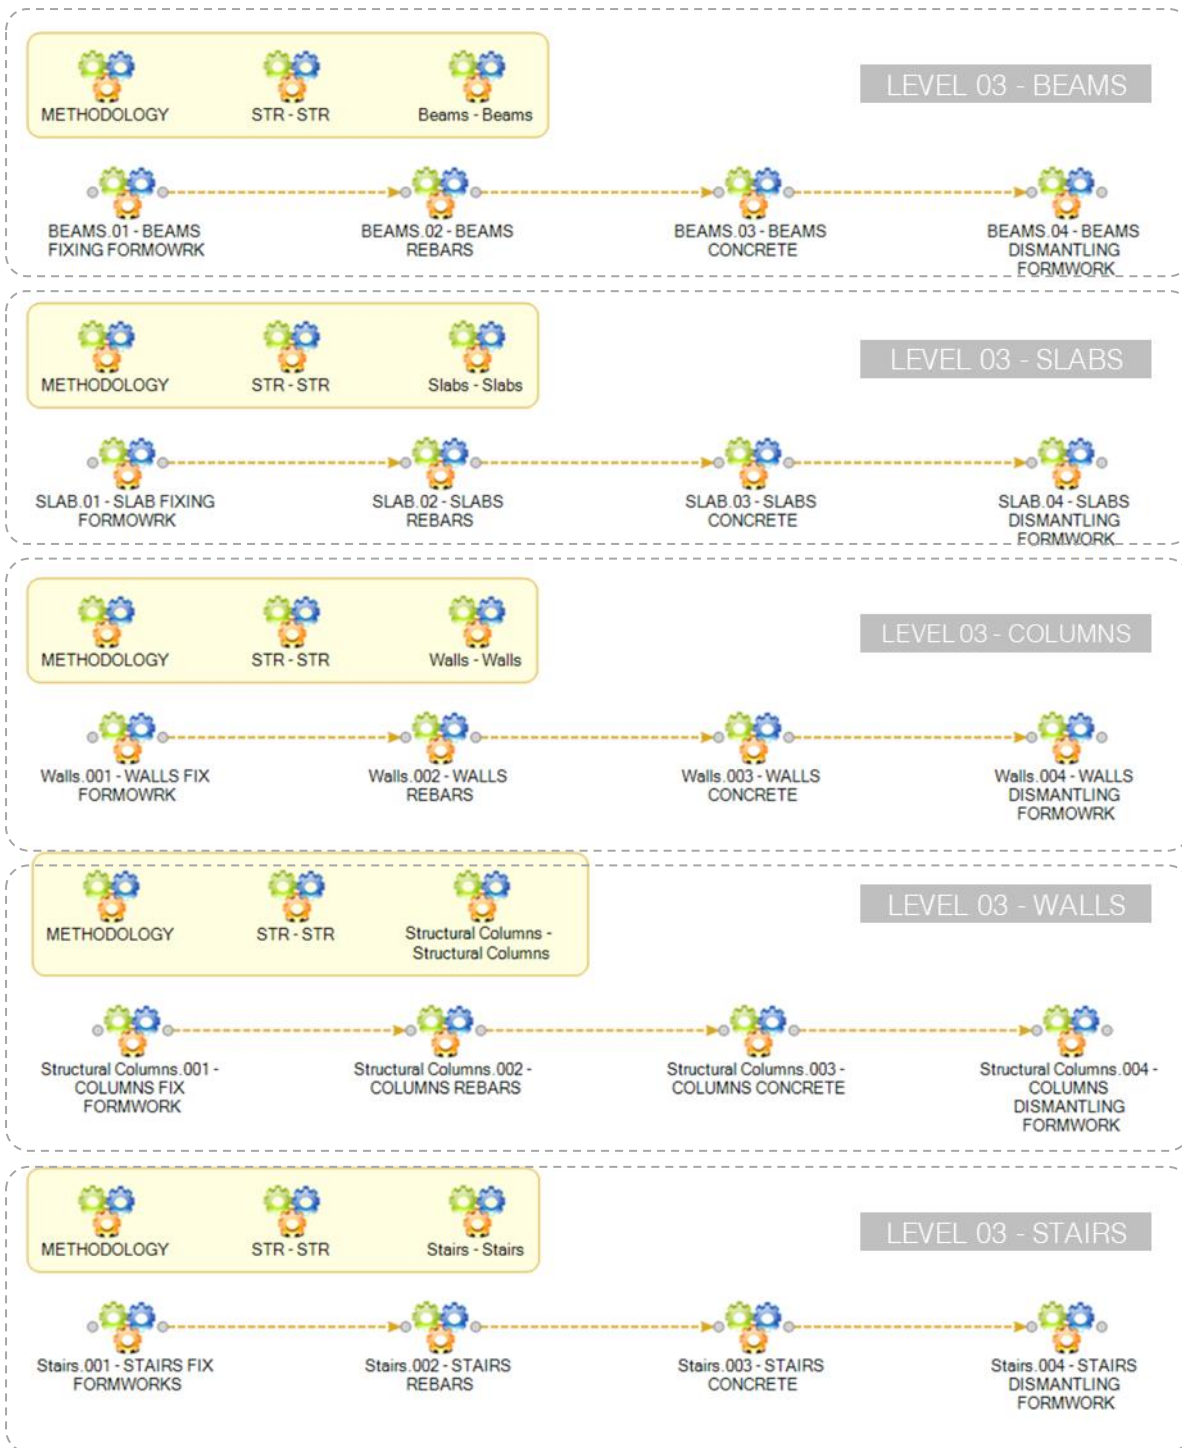 METHODOLOGY
STR - STR
Beams - Beams
LEVEL 03 - BEAMS
BEAMS.01 - BEAMS
FIXING FORMOWRK
BEAMS.02 - BEAMS
REBARS
BEAMS.03 - BEAMS
CONCRETE
BEAMS.04 - BEAMS
DISMANTLING
FORMWORK
METHODOLOGY
STR - STR
Slabs - Slabs
LEVEL 03 - SLABS
SLAB.01 - SLAB FIXING
FORMOWRK
SLAB.02 - SLABS
REBARS
SLAB.03 - SLABS
CONCRETE
SLAB.04 - SLABS
DISMANTLING
FORMWORK
METHODOLOGY
STR - STR
Walls - Walls
LEVEL 03 - COLUMNS
Walls.001 - WALLS FIX
FORMOWRK
Walls.002 - WALLS
REBARS
Walls.003 - WALLS
CONCRETE
Walls.004 - WALLS
DISMANTLING
FORMOWRK
METHODOLOGY
STR - STR
Structural Columns -
Structural Columns
LEVEL 03 - WALLS
Structural Columns.001 -
COLUMNS FIX
FORMWORK
Structural Columns.002 -
COLUMNS REBARS
Structural Columns.003 -
COLUMNS CONCRETE
Structural Columns.004 -
COLUMNS
DISMANTLING
FORMWORK
METHODOLOGY
STR - STR
Stairs - Stairs
LEVEL 03 - STAIRS
Stairs.001 - STAIRS FIX
FORMWORKS
Stairs.002 - STAIRS
REBARS
Stairs.003 - STAIRS
CONCRETE
Stairs.004 - STAIRS
DISMANTLING
FORMWORK